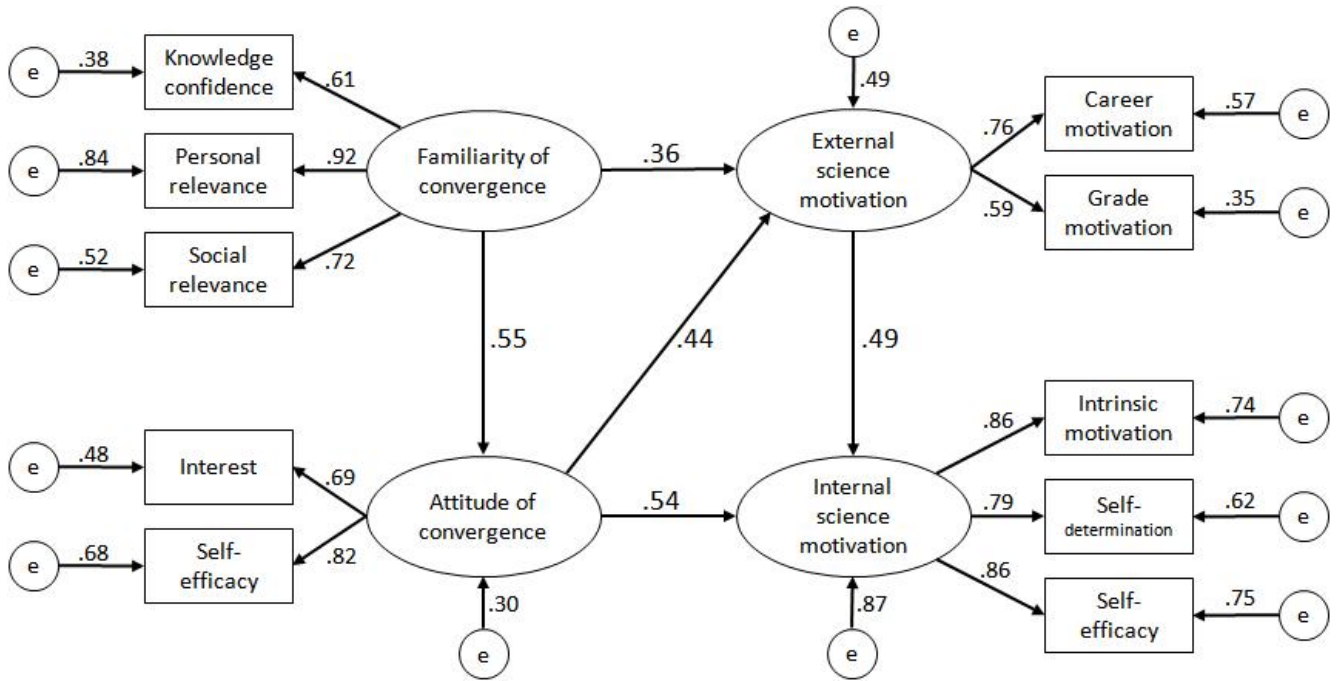 e
.38
Knowledge
confidence
.61
e
.84
Personal
relevance
.92
e
.52
Social
relevance
.72
Familiarity of
convergence
.36
e
.49
External
science
motivation
.76
Career
motivation
.57
e
.59
Grade
motivation
.35
e
.55
.44
.49
e
.48
Interest
.69
e
.68
Self-
efficacy
.82
Attitude of
convergence
.30
e
.54
Internal
science
motivation
.87
e
.86
Intrinsic
motivation
.74
e
.79
Self-
determination
.62
e
.86
Self-
efficacy
.75
e